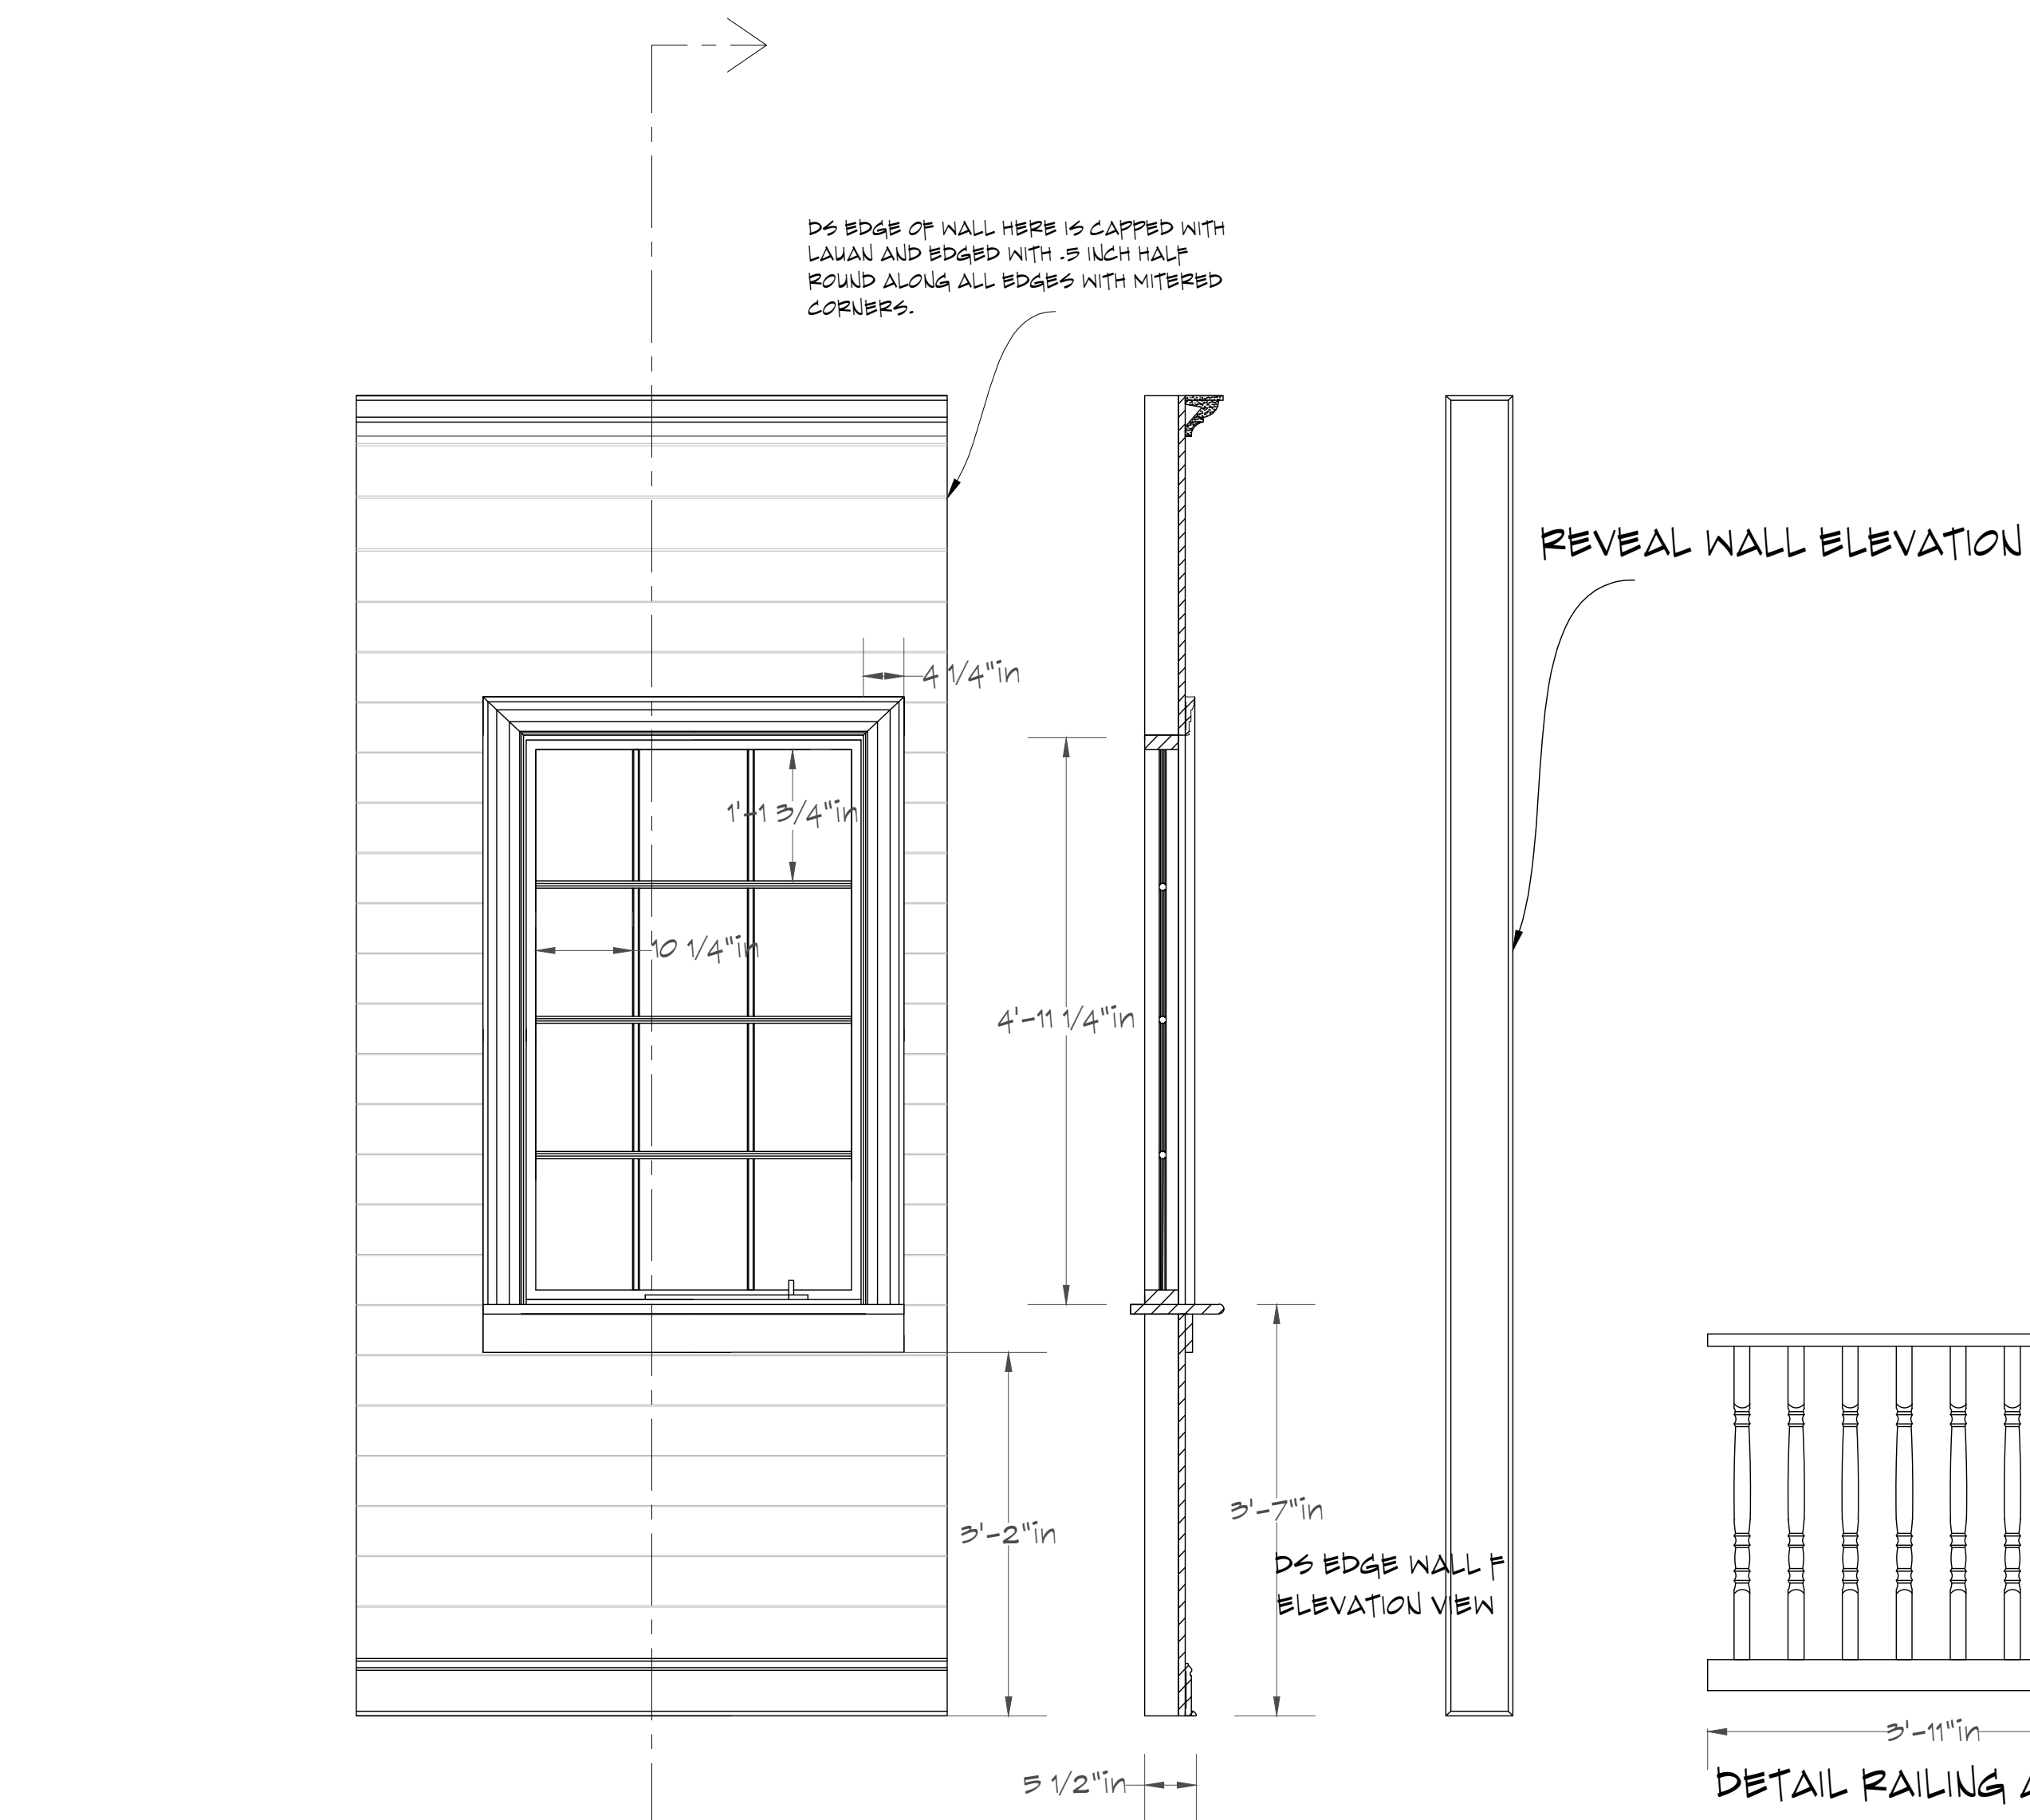 DS EDGE OF WALL HERE IS CAPPED WITH
LAUAN AND EDGED WITH .5 INCH HALF
ROUND ALONG ALL EDGES WITH MITERED
CORNERS.
REVEAL WALL ELEVATION
4 1/4"in
1'-1 3/4"in
10 1/4"in
4'-11 1/4"in
3'-7"in
3'-2"in
DS EDGE WALL F
ELEVATION VIEW
3'-11"in
5 1/2"in
DETAIL RAILING